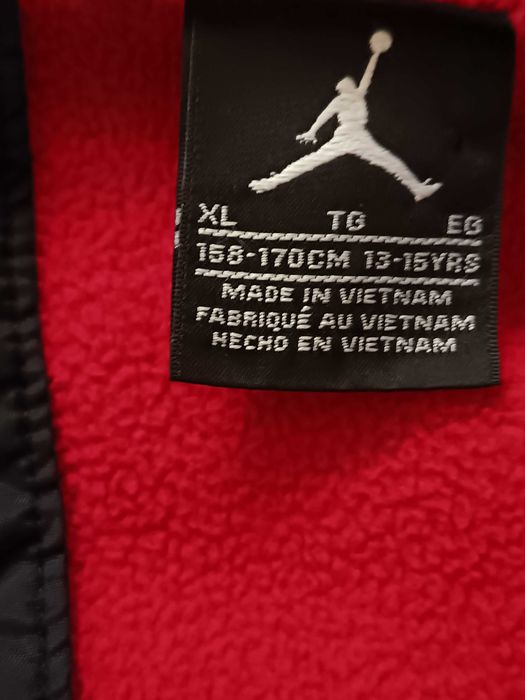 XL TG EG
158-170CM 13-15YRS
MADE IN VIETNAM
FABRIQUÉ AU VIETNAM
HECHO EN VIETNAM